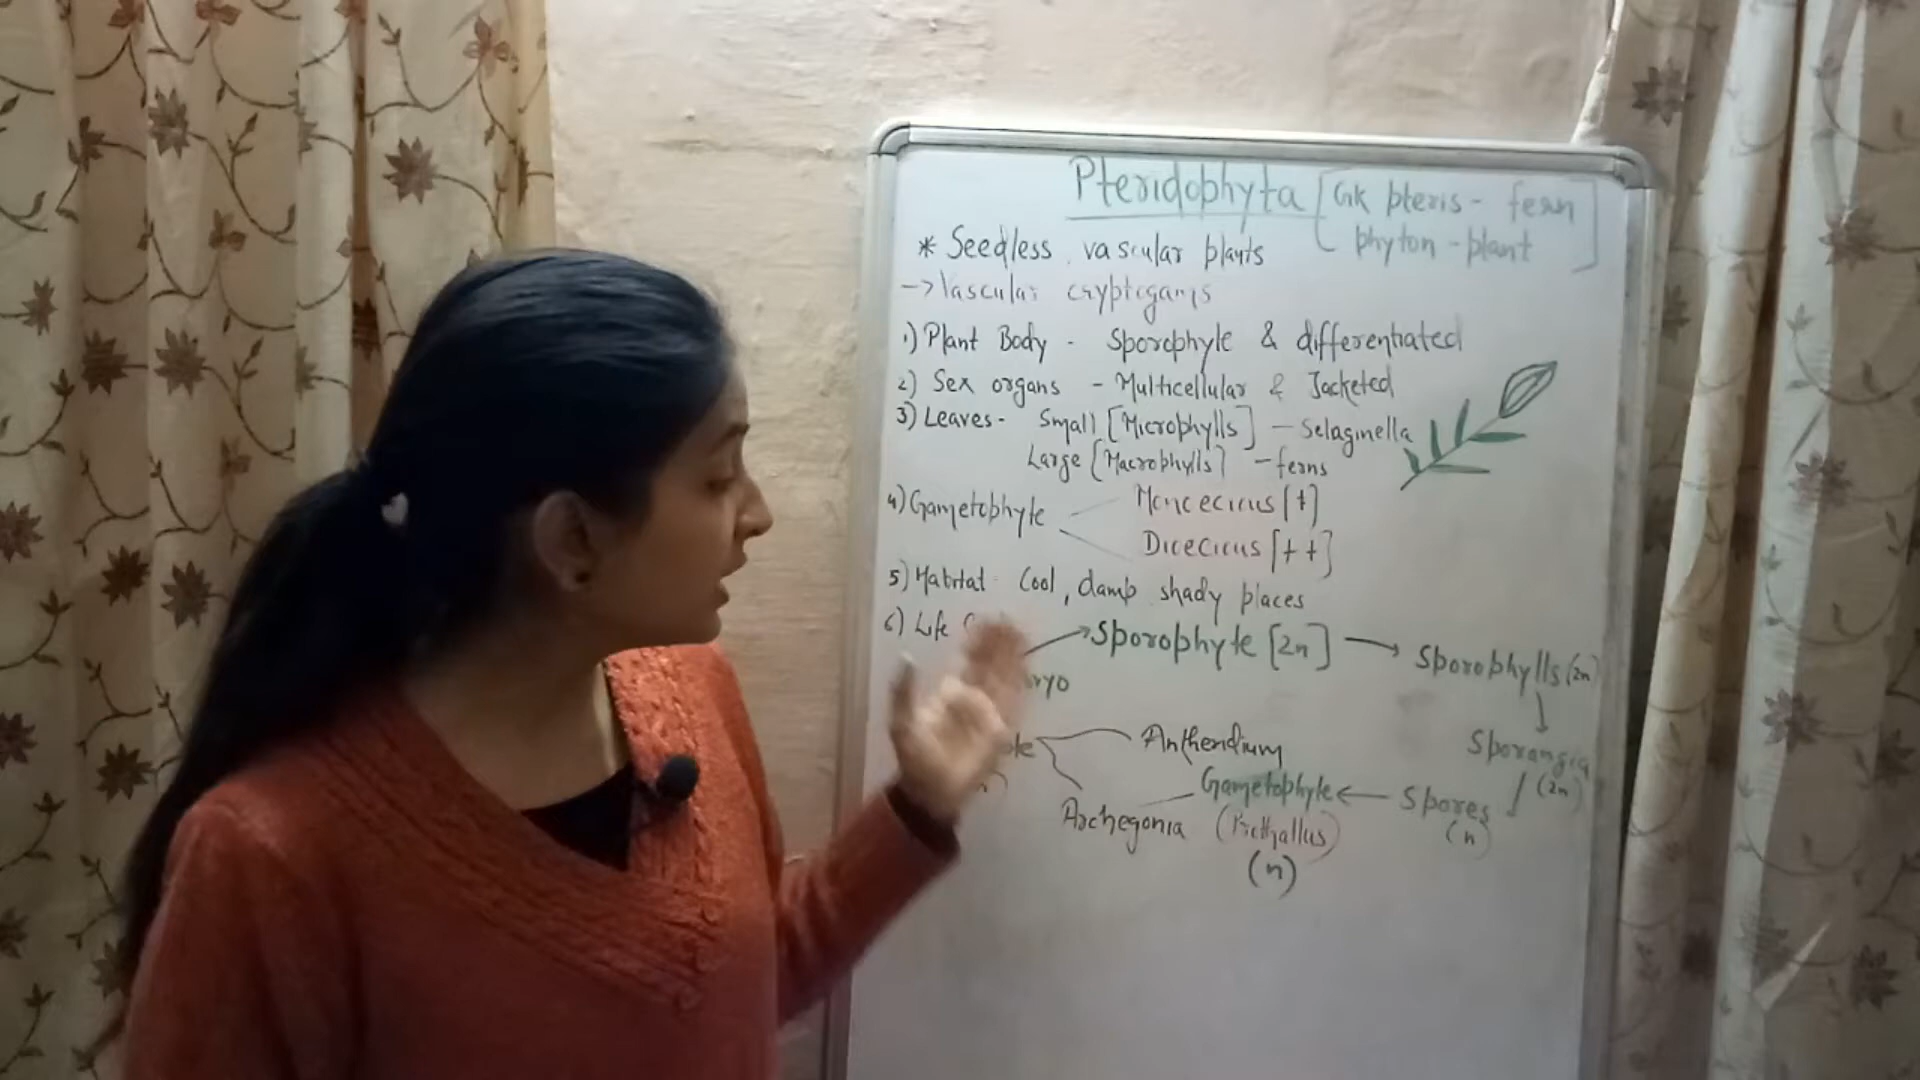 Pteridophyta [Gk pteris - fern
phyton - plant]
* Seedless vascular plants
-> Vascular cryptogams
1) Plant Body - Sporophyte & differentiated
2) Sex organs - Multicellular & Jacketed
3) Leaves - Small [Microphylls] - Selaginella
Large [Macrophylls] - ferns
4) Gametophyte
Monoecious [+]
Dioecious [++]
5) Habitat - Cool, damp shady places
6) Life
Sporophyte [2n] → Sporophylls (2n)
ryo
Antheridium
Sporangia
(2n)
Gametophyte ← Spores
(n)
Archegonia
(Prothallus)
(n)